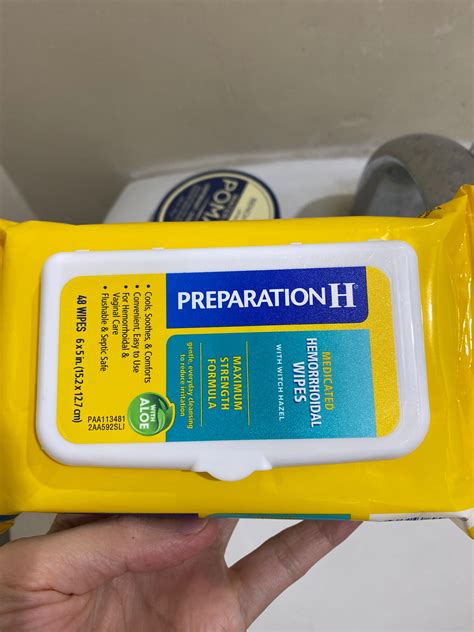 PREPARATION H®
MEDICATED
HEMORRHOIDAL
WIPES
WITH WITCH HAZEL
MAXIMUM
STRENGTH
FORMULA
gentle, everyday cleansing
to reduce irritation
WITH
ALOE
• Cools, Soothes, & Comforts
• Convenient, Easy to Use
• For Hemorrhoidal &
Vaginal Care
• Flushable & Septic Safe
48 WIPES 6 x 5 in. (15.2 x 12.7 cm)
PAA113481
2AA592SLI